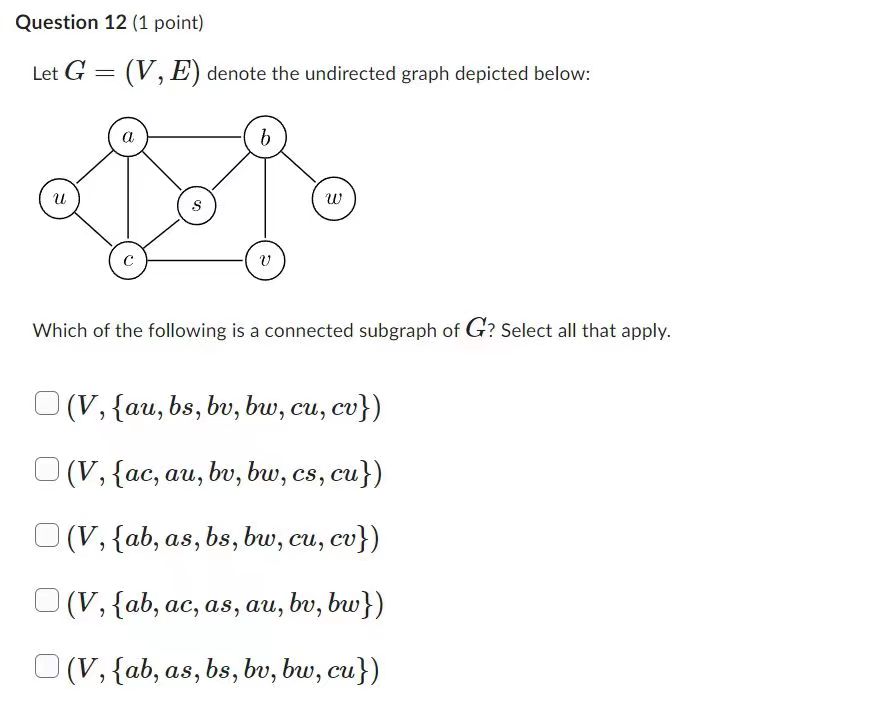 Question 12 (1 point)
Let G = (V, E) denote the undirected graph depicted below:
a
b
u
s
w
c
v
Which of the following is a connected subgraph of G? Select all that apply.
(V, {au, bs, bv, bw, cu, cv})
(V, {ac, au, bv, bw, cs, cu})
(V, {ab, as, bs, bw, cu, cv})
(V, {ab, ac, as, au, bv, bw})
(V, {ab, as, bs, bv, bw, cu})